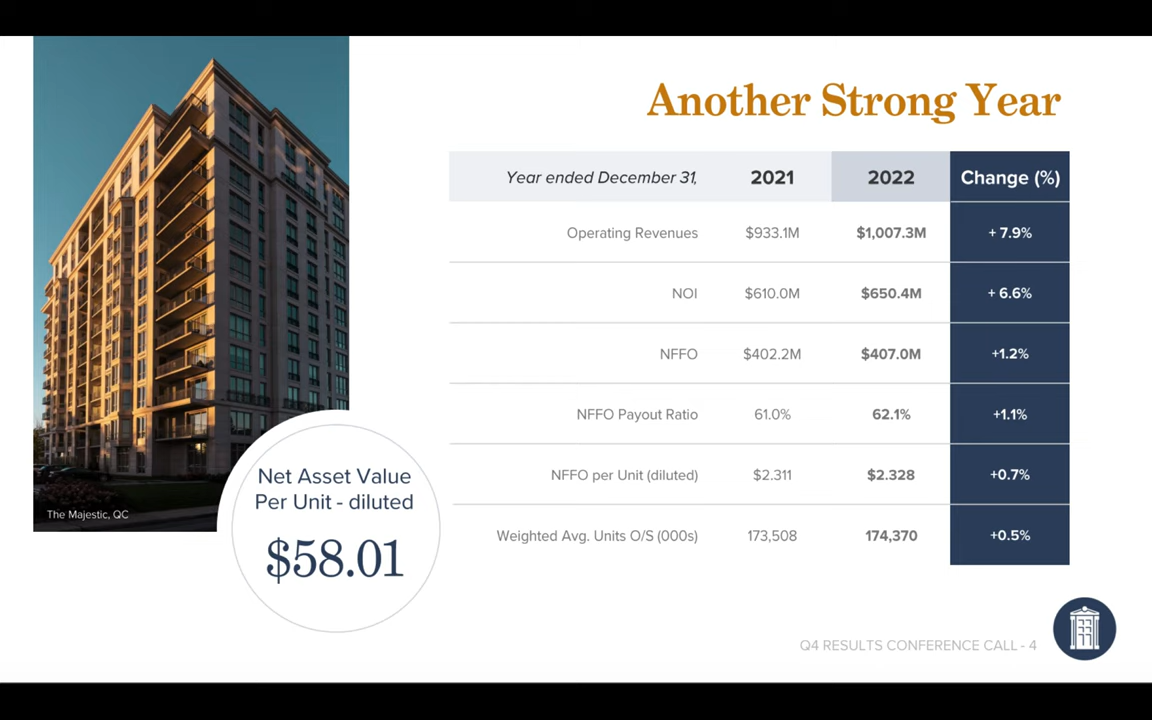 Another Strong Year
Year ended December 31, 2021 2022 Change (%)
Operating Revenues $933.1M $1,007.3M + 7.9%
NOI $610.0M $650.4M + 6.6%
NFFO $402.2M $407.0M +1.2%
NFFO Payout Ratio 61.0% 62.1% +1.1%
NFFO per Unit (diluted) $2.311 $2.328 +0.7%
Weighted Avg. Units O/S (000s) 173,508 174,370 +0.5%
The Majestic, QC
Net Asset Value
Per Unit - diluted
$58.01
Q4 RESULTS CONFERENCE CALL - 4